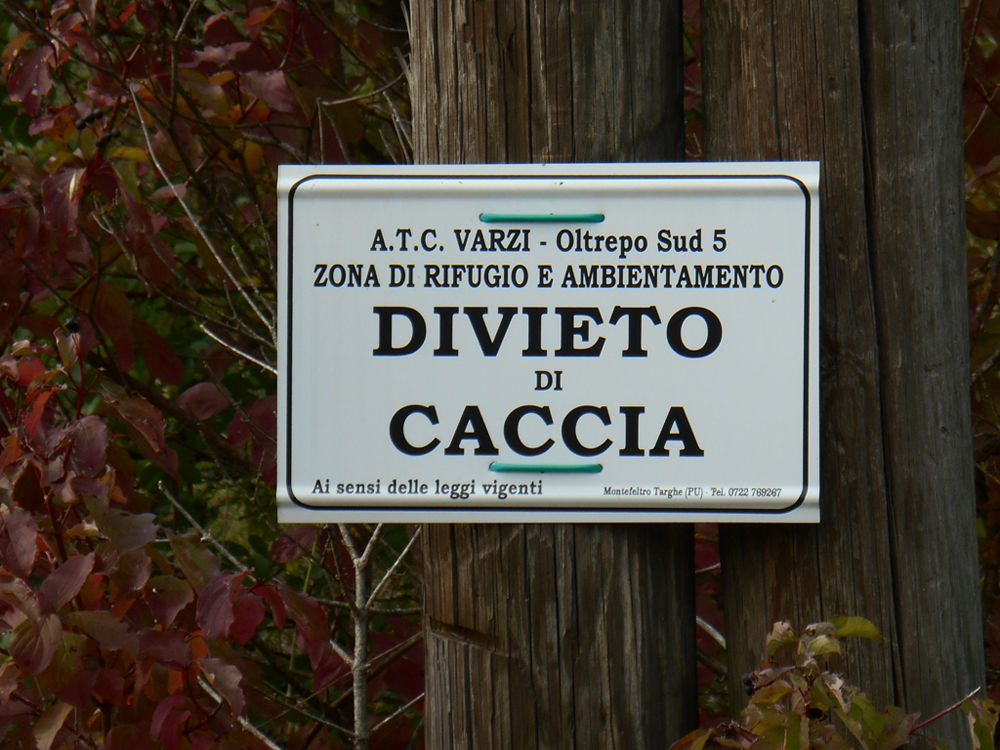 A.T.C. VARZI - Oltrepo Sud 5
ZONA DI RIFUGIO E AMBIENTAMENTO
DIVIETO
DI
CACCIA
Ai sensi delle leggi vigenti
Montefeltro Targhe (PU) - Tel. 0722 769267